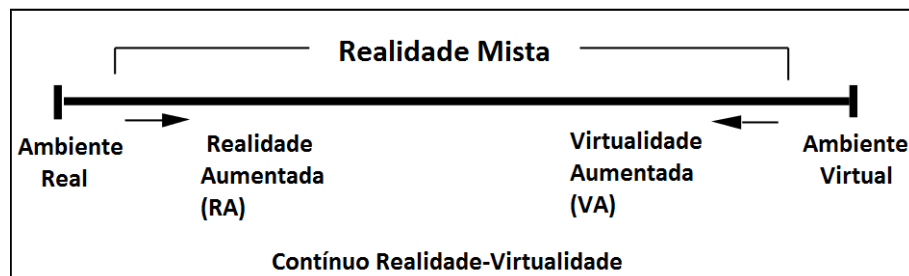 Realidade Mista
Ambiente
Real
Realidade
Aumentada
(RA)
Virtualidade
Aumentada
(VA)
Ambiente
Virtual
Contínuo Realidade-Virtualidade